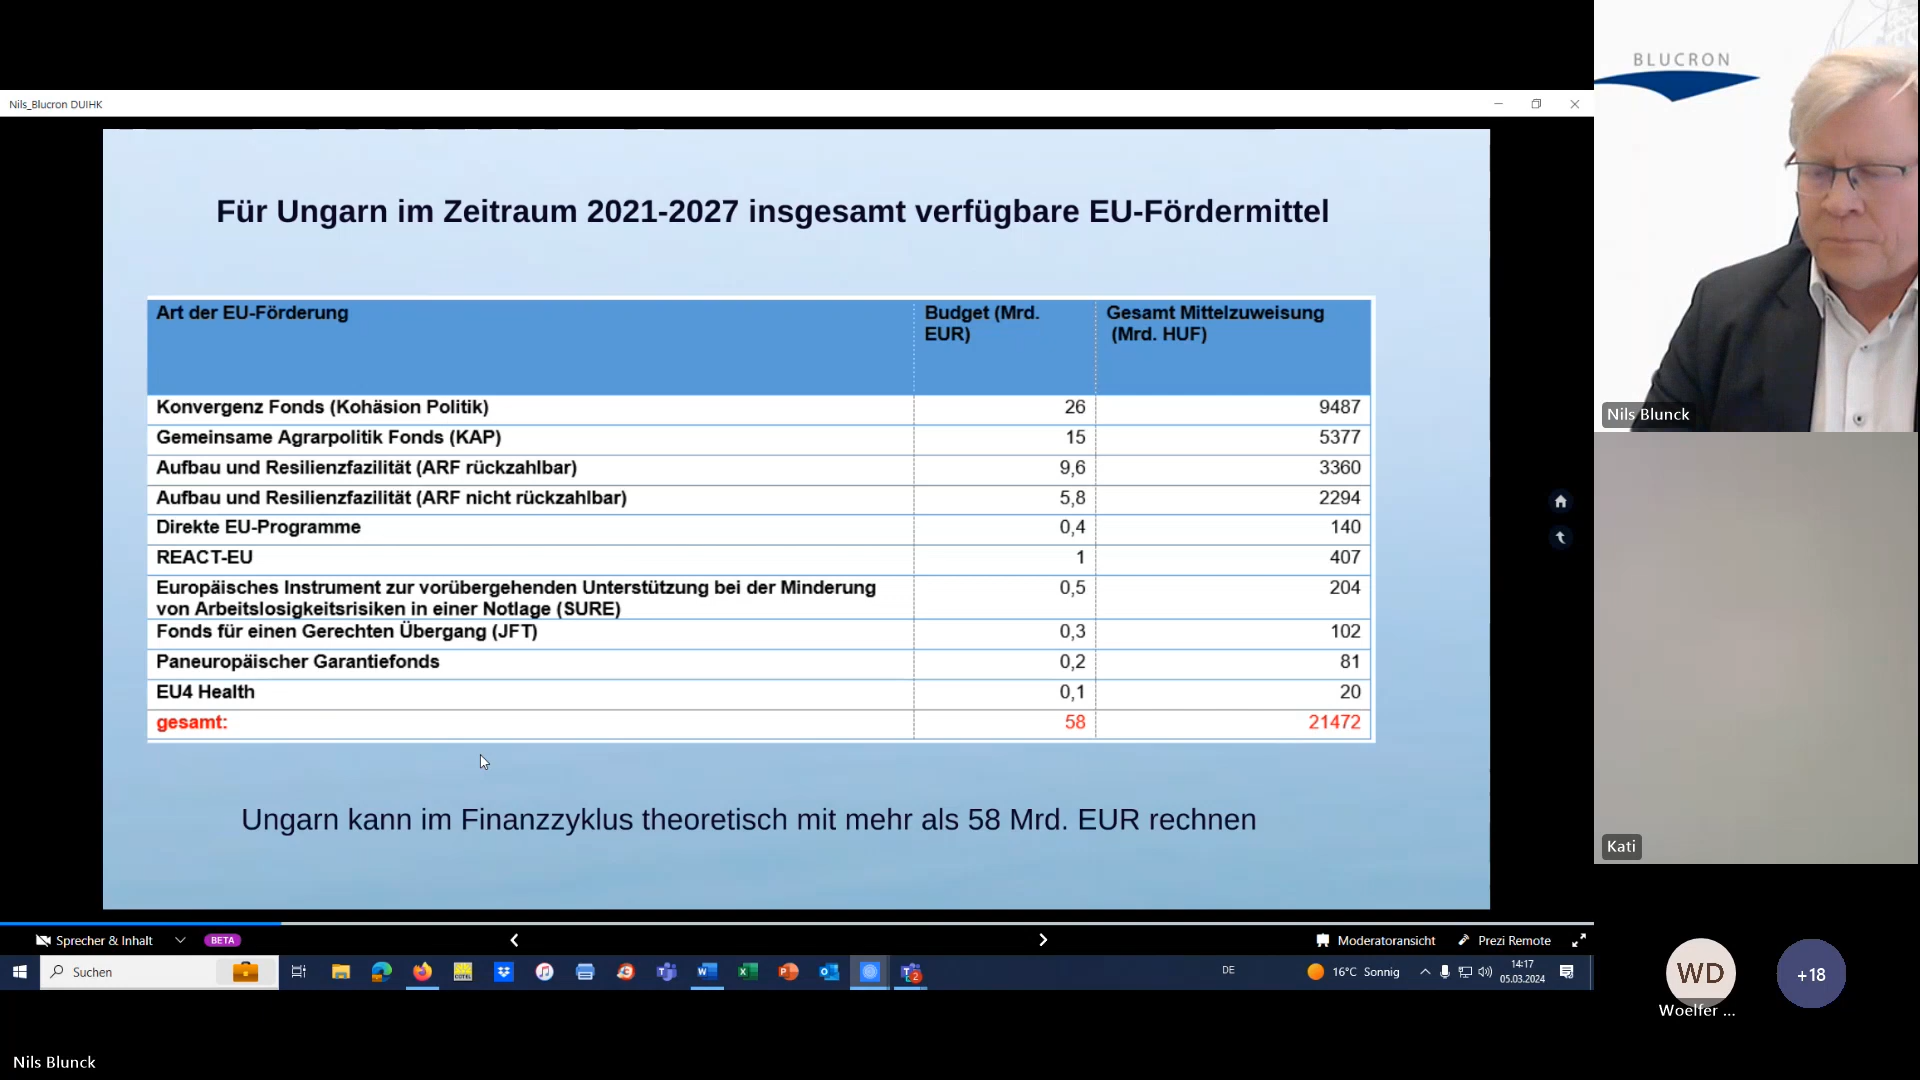 Nils_Blucron DUIHK
BLUCRON
Für Ungarn im Zeitraum 2021-2027 insgesamt verfügbare EU-Fördermittel
Art der EU-Förderung Budget (Mrd. EUR) Gesamt Mittelzuweisung (Mrd. HUF)
Konvergenz Fonds (Kohäsion Politik) 26 9487
Gemeinsame Agrarpolitik Fonds (KAP) 15 5377
Aufbau und Resilienzfazilität (ARF rückzahlbar) 9,6 3360
Aufbau und Resilienzfazilität (ARF nicht rückzahlbar) 5,8 2294
Direkte EU-Programme 0,4 140
REACT-EU 1 407
Europäisches Instrument zur vorübergehenden Unterstützung bei der Minderung 0,5 204
von Arbeitslosigkeitsrisiken in einer Notlage (SURE)
Fonds für einen Gerechten Übergang (JFT) 0,3 102
Paneuropäischer Garantiefonds 0,2 81
EU4 Health 0,1 20
gesamt: 58 21472
Ungarn kann im Finanzzyklus theoretisch mit mehr als 58 Mrd. EUR rechnen
Nils Blunck
Kati
Sprecher & Inhalt BETA Moderatoransicht Prezi Remote
Suchen DE 16°C Sonnig 14:17
05.03.2024
WD +18
Woelfer ...
Nils Blunck